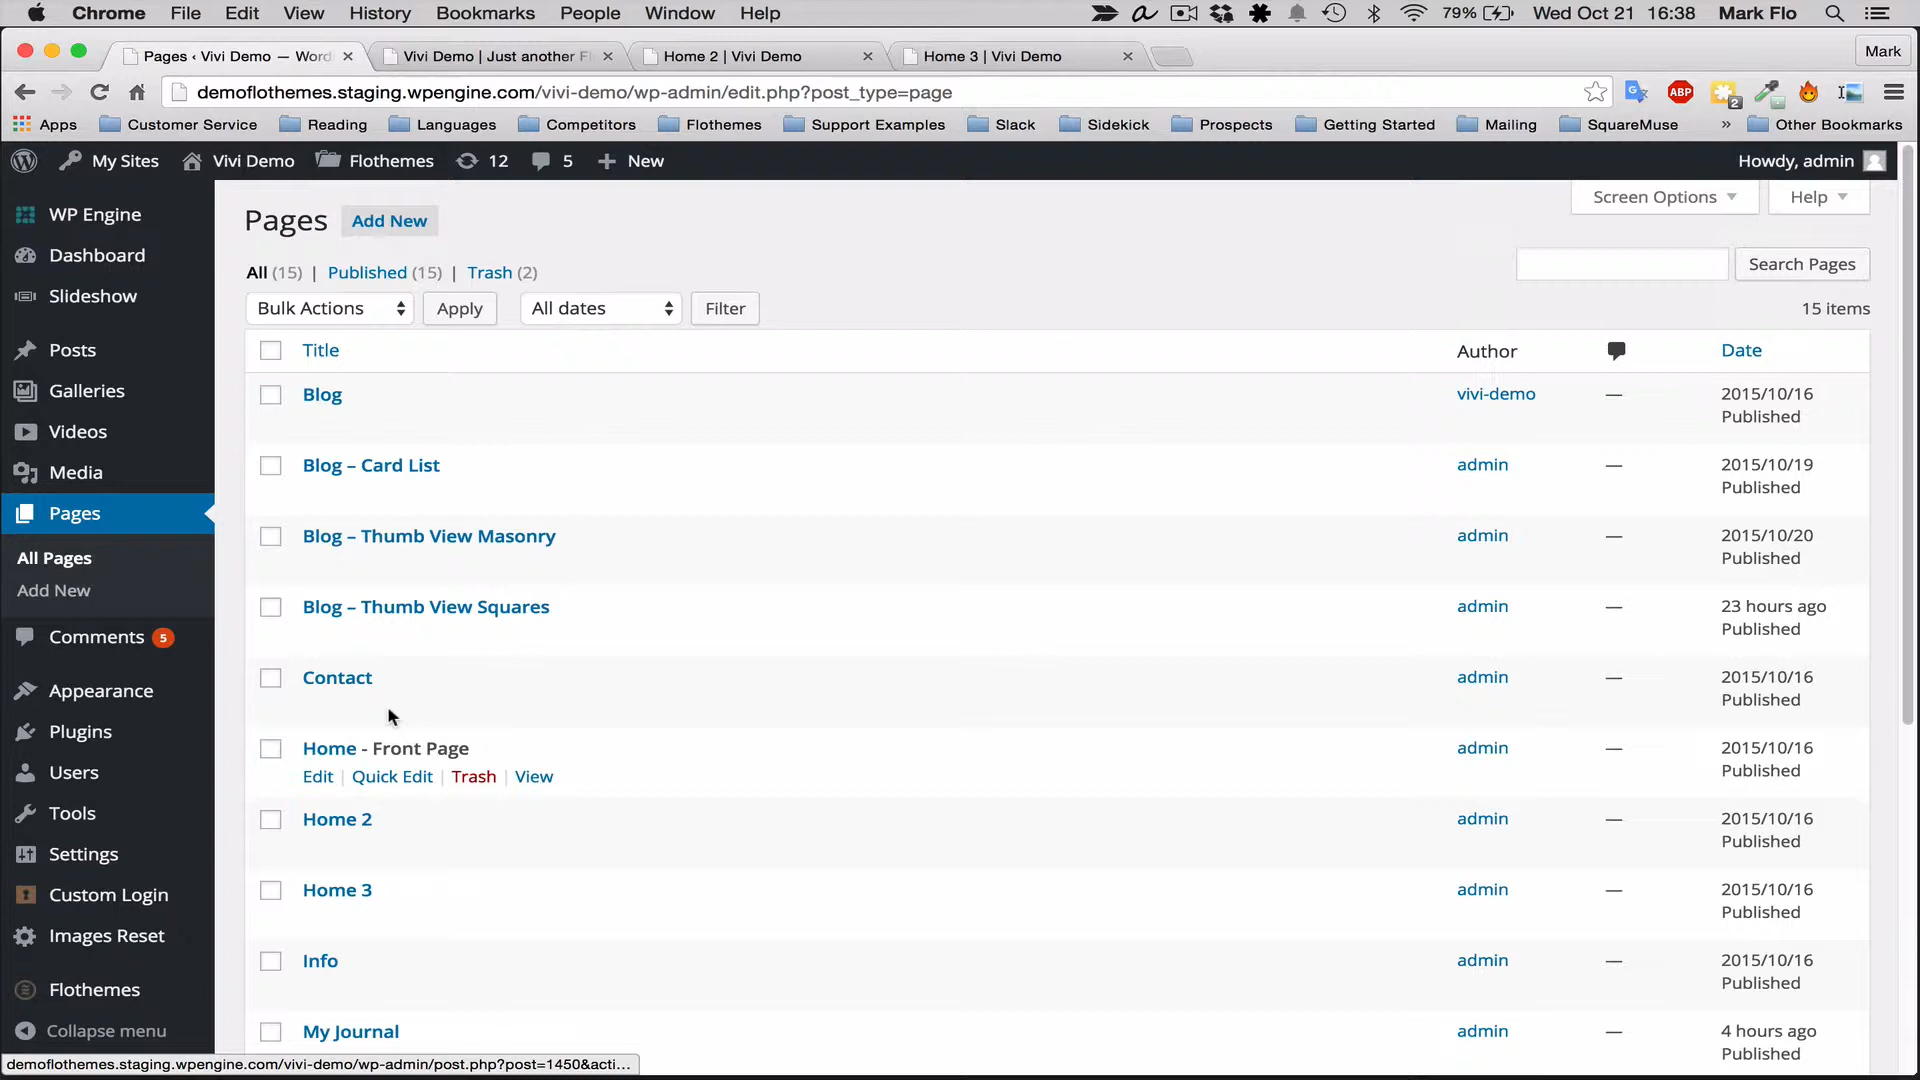 Chrome File Edit View History Bookmarks People Window Help 79% Wed Oct 21 16:38 Mark Flo
Pages ‹ Vivi Demo — Word Vivi Demo | Just another F Home 2 | Vivi Demo Home 3 | Vivi Demo Mark
demoflothemes.staging.wpengine.com/vivi-demo/wp-admin/edit.php?post_type=page ABP 2
Apps Customer Service Reading Languages Competitors Flothemes Support Examples Slack Sidekick Prospects Getting Started Mailing SquareMuse » Other Bookmarks
My Sites Vivi Demo Flothemes 12 5 + New Howdy, admin
WP Engine
Dashboard
Slideshow
Posts
Galleries
Videos
Media
Pages
All Pages
Add New
Comments 5
Appearance
Plugins
Users
Tools
Settings
Custom Login
Images Reset
Flothemes
Collapse menu
Screen Options Help
Pages Add New
All (15) | Published (15) | Trash (2) Search Pages
Bulk Actions Apply All dates Filter 15 items
Title Author Date
Blog vivi-demo — 2015/10/16
Published
Blog – Card List admin — 2015/10/19
Published
Blog – Thumb View Masonry admin — 2015/10/20
Published
Blog – Thumb View Squares admin — 23 hours ago
Published
Contact admin — 2015/10/16
Published
Home - Front Page admin — 2015/10/16
Published
Edit | Quick Edit | Trash | View
Home 2 admin — 2015/10/16
Published
Home 3 admin — 2015/10/16
Published
Info admin — 2015/10/16
Published
My Journal admin — 4 hours ago
Published
demoflothemes.staging.wpengine.com/vivi-demo/wp-admin/post.php?post=1450&acti...